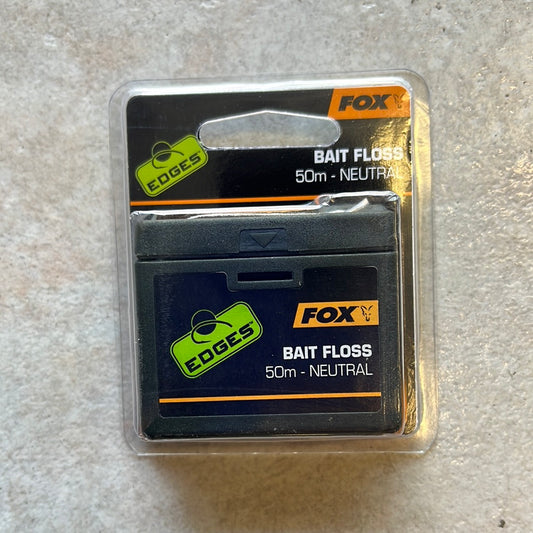 FOX
EDGES
BAIT FLOSS
50m - NEUTRAL
FOX
EDGES
BAIT FLOSS
50m - NEUTRAL